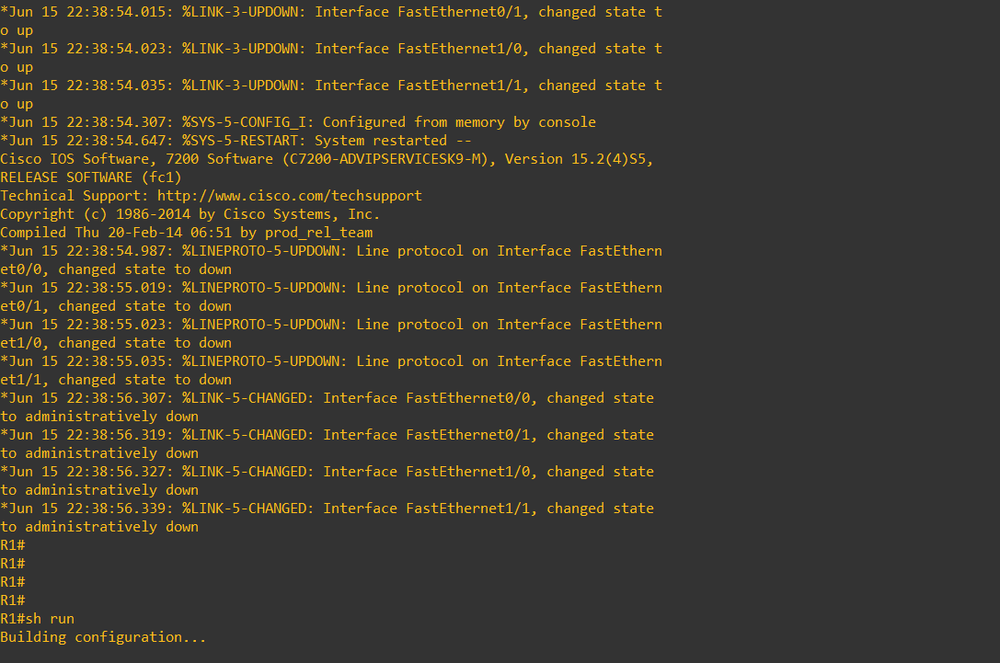 *Jun 15 22:38:54.015: %LINK-3-UPDOWN: Interface FastEthernet0/1, changed state t
o up
*Jun 15 22:38:54.023: %LINK-3-UPDOWN: Interface FastEthernet1/0, changed state t
o up
*Jun 15 22:38:54.035: %LINK-3-UPDOWN: Interface FastEthernet1/1, changed state t
o up
*Jun 15 22:38:54.307: %SYS-5-CONFIG_I: Configured from memory by console
*Jun 15 22:38:54.647: %SYS-5-RESTART: System restarted --
Cisco IOS Software, 7200 Software (C7200-ADVIPSERVICESK9-M), Version 15.2(4)S5,
RELEASE SOFTWARE (fc1)
Technical Support: http://www.cisco.com/techsupport
Copyright (c) 1986-2014 by Cisco Systems, Inc.
Compiled Thu 20-Feb-14 06:51 by prod_rel_team
*Jun 15 22:38:54.987: %LINEPROTO-5-UPDOWN: Line protocol on Interface FastEthern
et0/0, changed state to down
*Jun 15 22:38:55.019: %LINEPROTO-5-UPDOWN: Line protocol on Interface FastEthern
et0/1, changed state to down
*Jun 15 22:38:55.023: %LINEPROTO-5-UPDOWN: Line protocol on Interface FastEthern
et1/0, changed state to down
*Jun 15 22:38:55.035: %LINEPROTO-5-UPDOWN: Line protocol on Interface FastEthern
et1/1, changed state to down
*Jun 15 22:38:56.307: %LINK-5-CHANGED: Interface FastEthernet0/0, changed state
to administratively down
*Jun 15 22:38:56.319: %LINK-5-CHANGED: Interface FastEthernet0/1, changed state
to administratively down
*Jun 15 22:38:56.327: %LINK-5-CHANGED: Interface FastEthernet1/0, changed state
to administratively down
*Jun 15 22:38:56.339: %LINK-5-CHANGED: Interface FastEthernet1/1, changed state
to administratively down
R1#
R1#
R1#
R1#
R1#sh run
Building configuration...